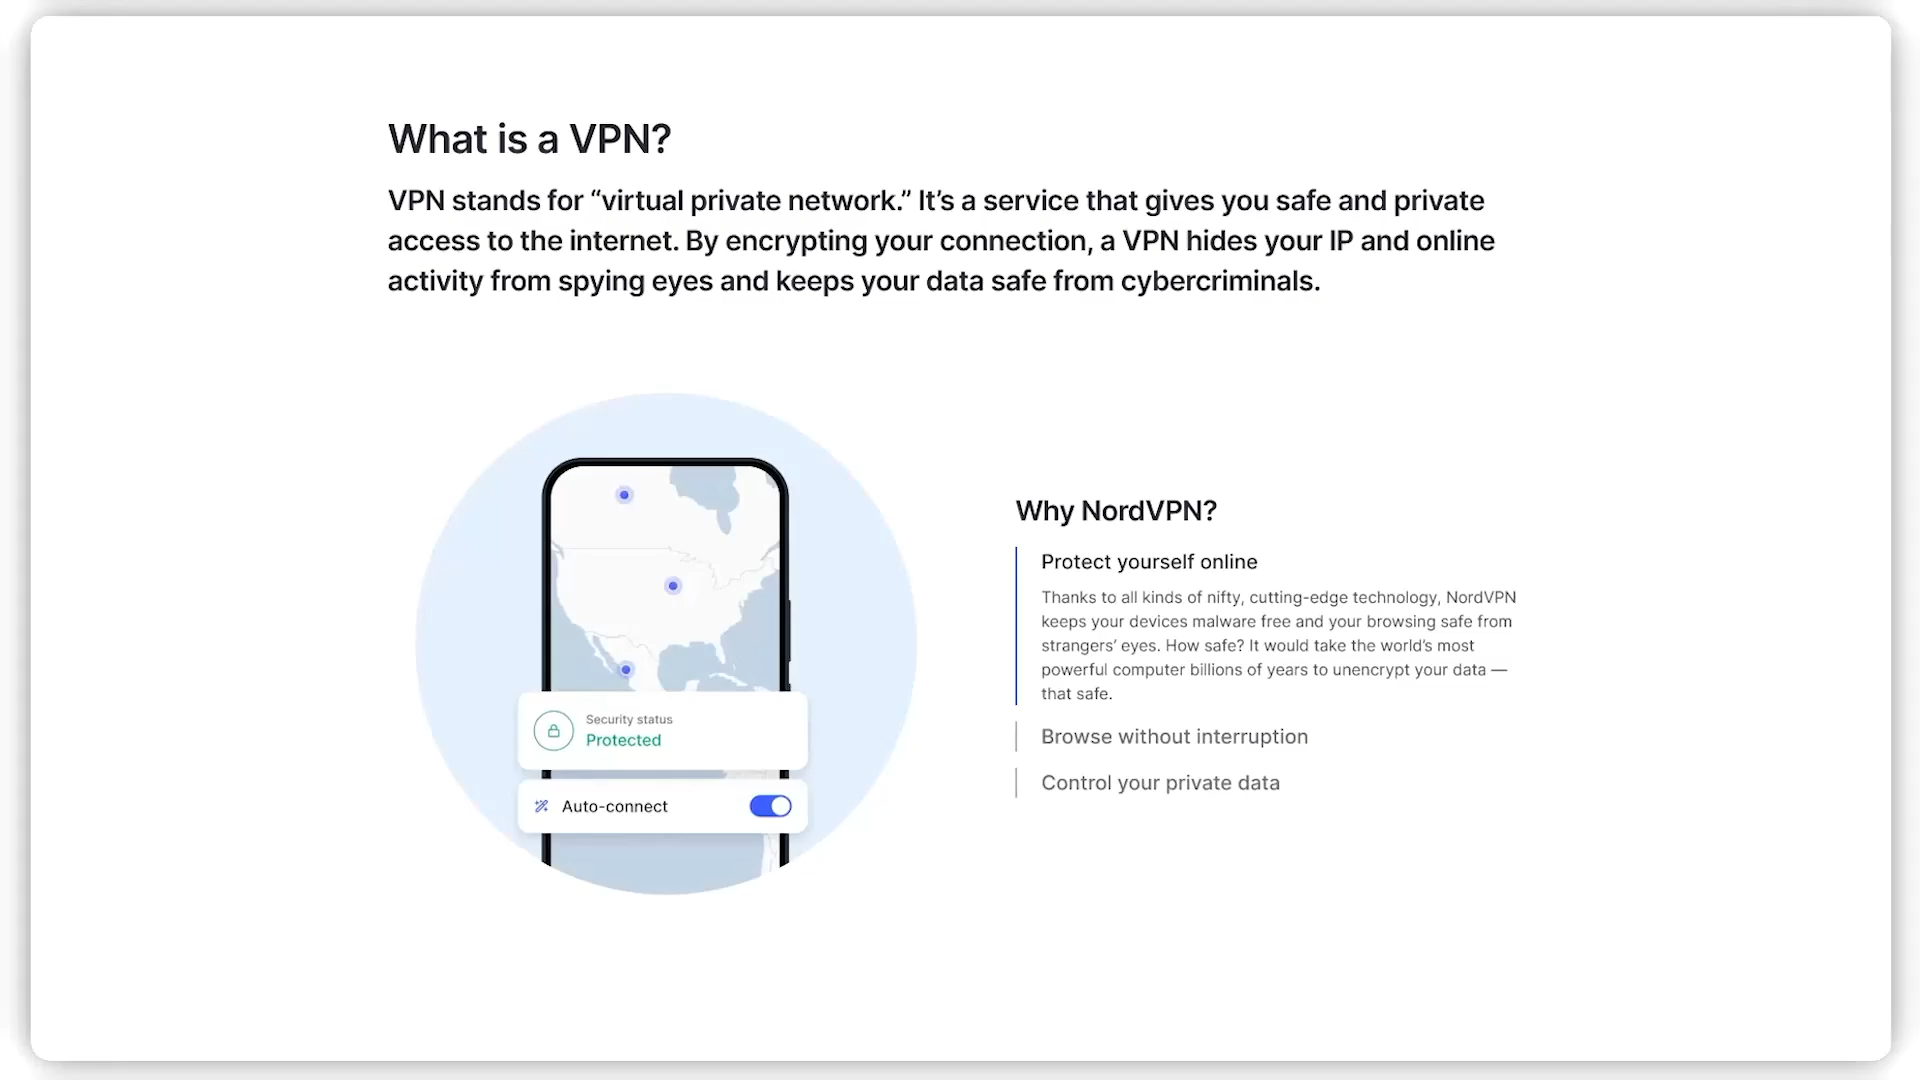 What is a VPN?
VPN stands for “virtual private network.” It’s a service that gives you safe and private
access to the internet. By encrypting your connection, a VPN hides your IP and online
activity from spying eyes and keeps your data safe from cybercriminals.
Security status
Protected
Auto-connect
Why NordVPN?
Protect yourself online
Thanks to all kinds of nifty, cutting-edge technology, NordVPN
keeps your devices malware free and your browsing safe from
strangers’ eyes. How safe? It would take the world’s most
powerful computer billions of years to unencrypt your data —
that safe.
Browse without interruption
Control your private data